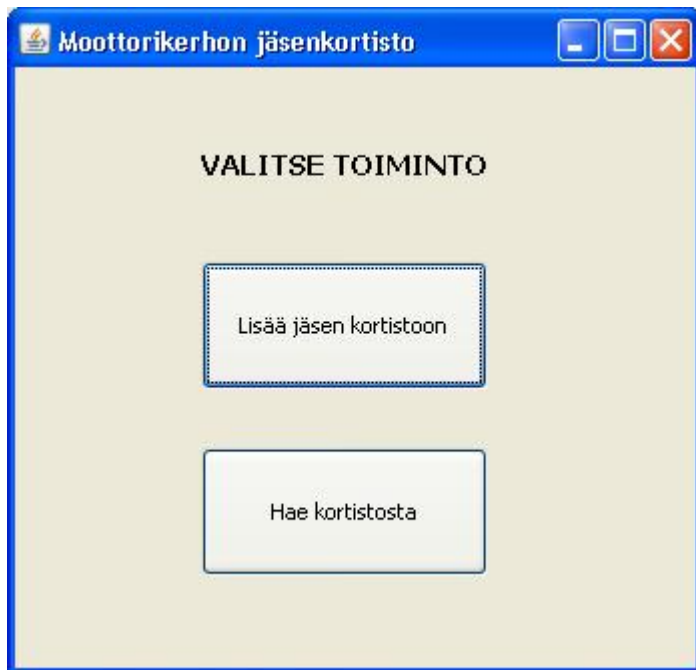 Moottorikerhon jäsenkortisto
VALITSE TOIMINTO
Lisää jäsen kortistoon
Hae kortistosta